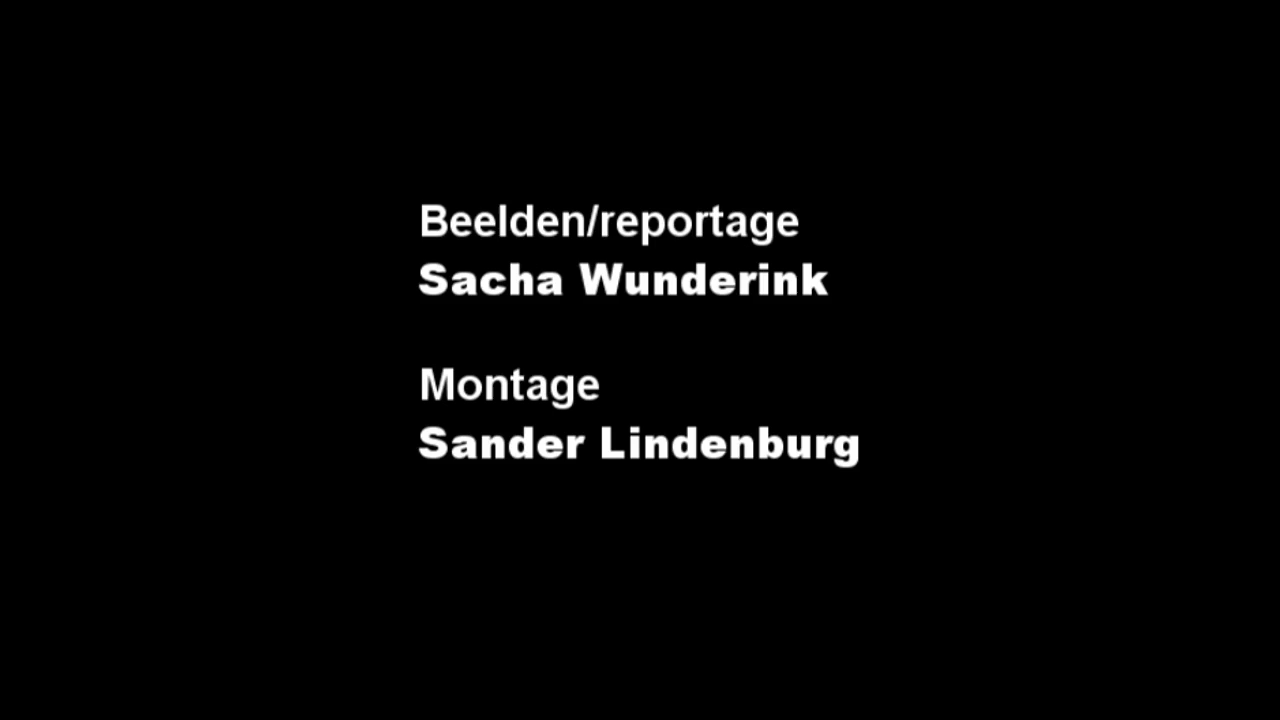 Beelden/reportage
Sacha Wunderink
Montage
Sander Lindenburg